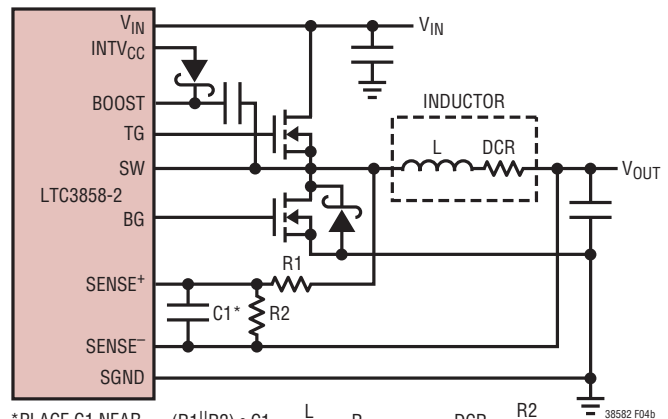 V_IN
INTV_CC
BOOST
TG
SW
LTC3858-2
BG
SENSE+
SENSE–
SGND
V_IN
INDUCTOR
L DCR
V_OUT
R1
C1*
R2
38582 F04b
*PLACE C1 NEAR
(R1||R2) • C1
L
DCR
R2